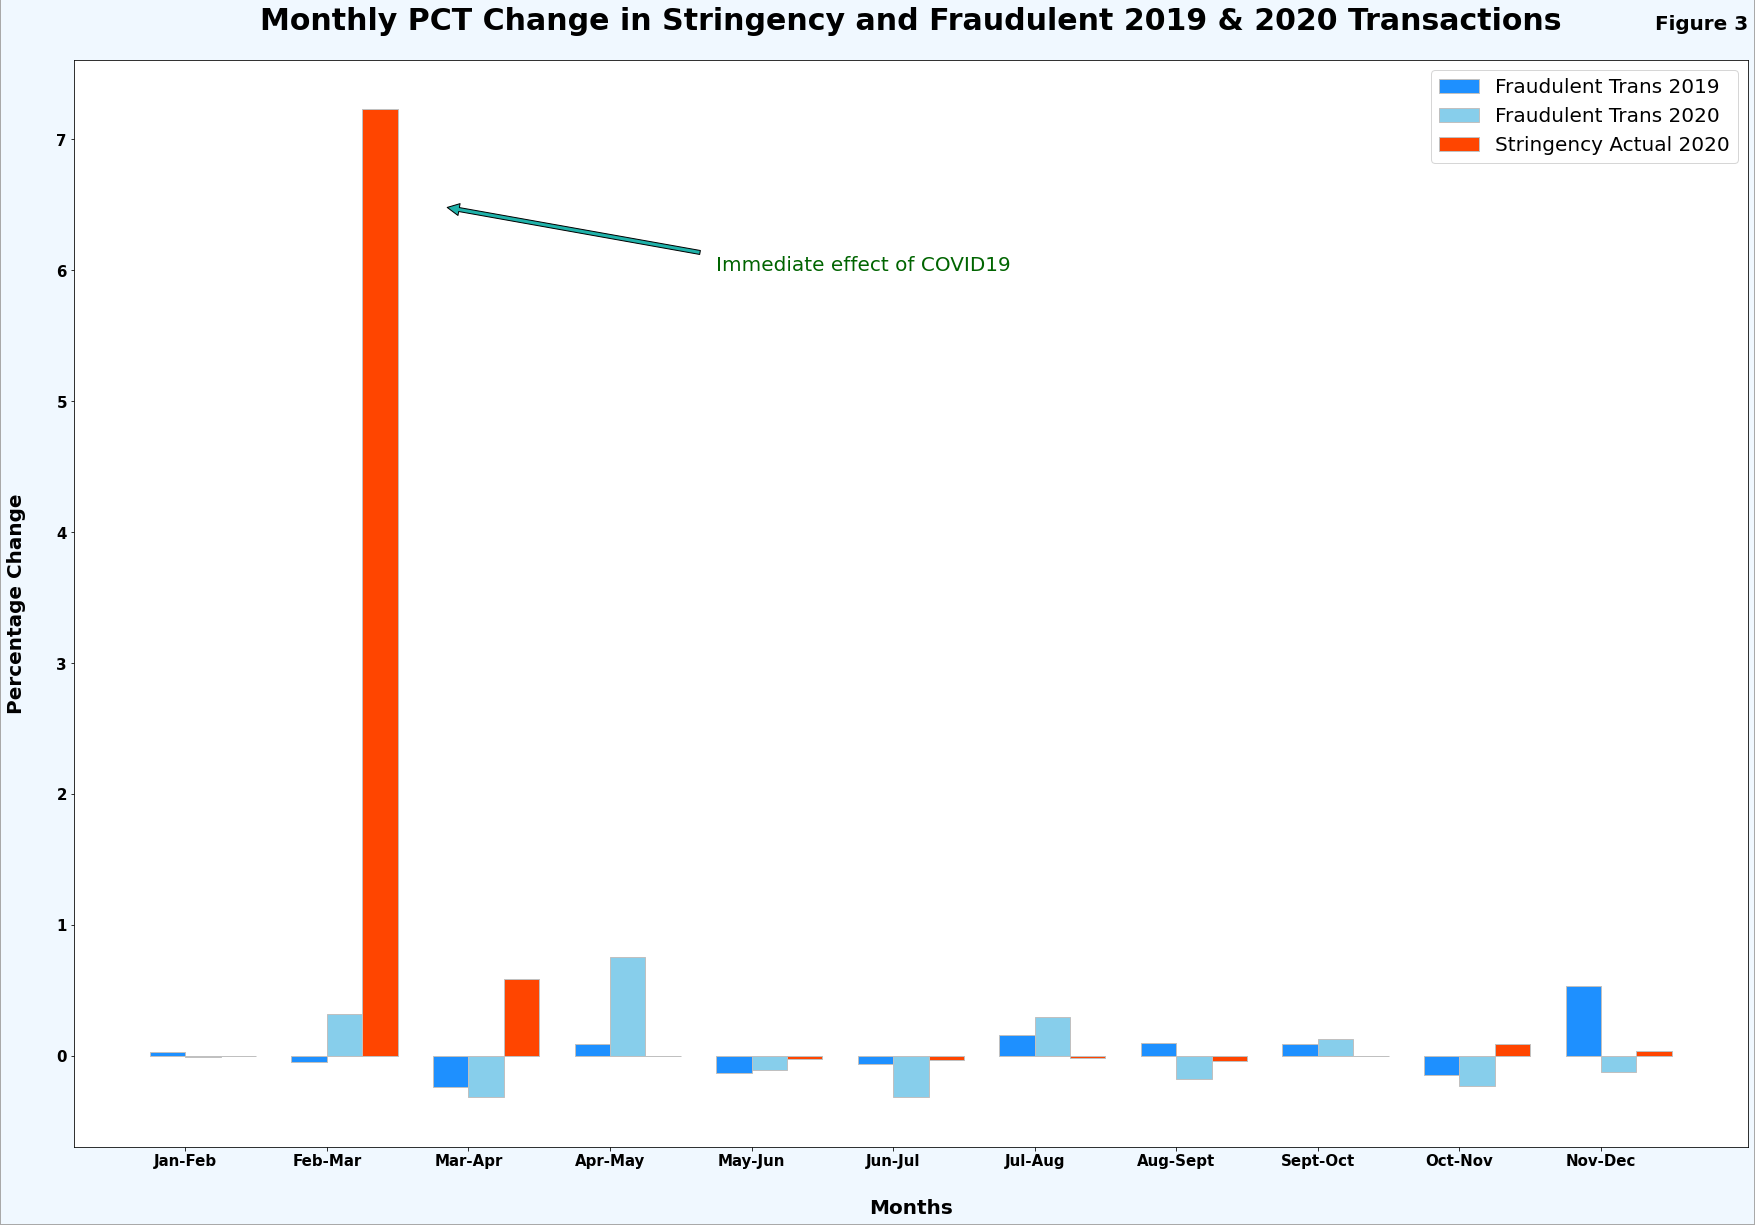 Monthly PCT Change in Stringency and Fraudulent 2019 & 2020 Transactions
Figure 3
Fraudulent Trans 2019
Fraudulent Trans 2020
Stringency Actual 2020
Immediate effect of COVID19
Percentage Change
7
6
5
4
3
2
1
0
Jan-Feb Feb-Mar Mar-Apr Apr-May May-Jun Jun-Jul Jul-Aug Aug-Sept Sept-Oct Oct-Nov Nov-Dec
Months